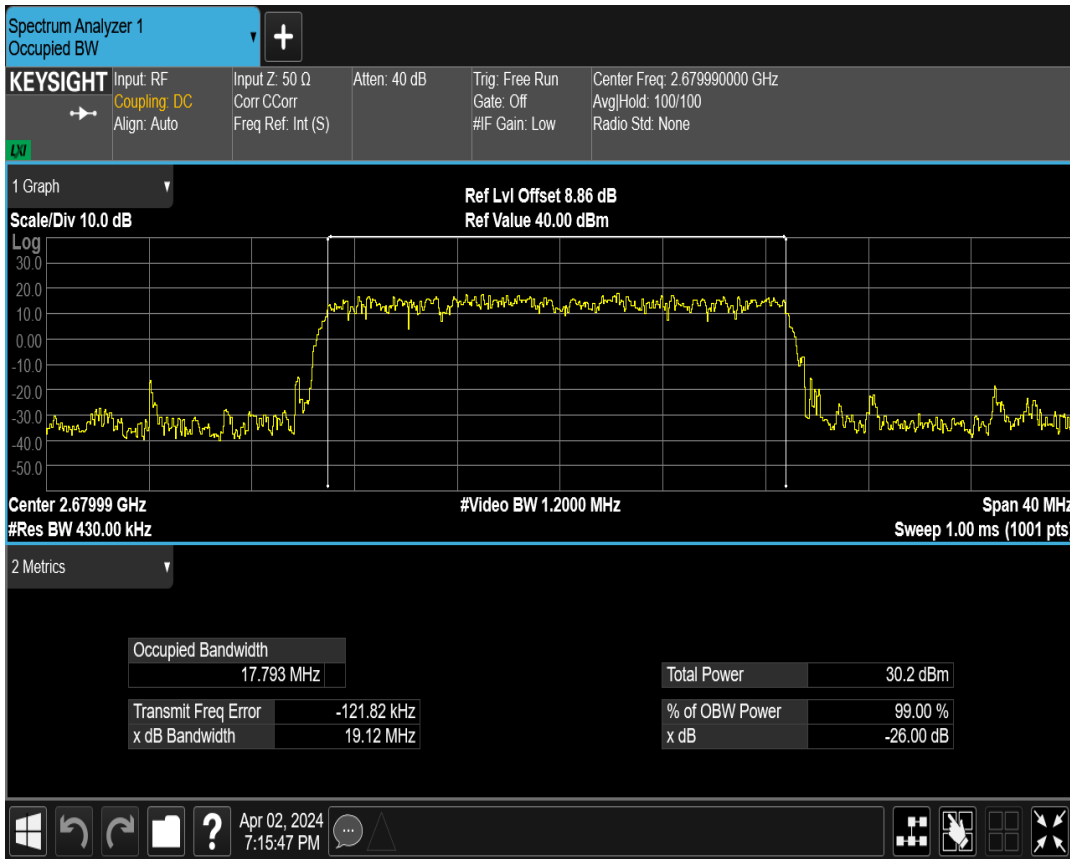 Spectrum Analyzer 1
Occupied BW
+
KEYSIGHT
LXI
Input: RF
Coupling: DC
Align: Auto
Input Z: 50 Ω
Corr CCorr
Freq Ref: Int (S)
Atten: 40 dB
Trig: Free Run
Gate: Off
#IF Gain: Low
Center Freq: 2.679990000 GHz
Avg|Hold: 100/100
Radio Std: None
1 Graph
Scale/Div 10.0 dB
Ref Lvl Offset 8.86 dB
Ref Value 40.00 dBm
Log
30.0
20.0
10.0
0.00
-10.0
-20.0
-30.0
-40.0
-50.0
Center 2.67999 GHz
#Res BW 430.00 kHz
#Video BW 1.2000 MHz
Span 40 MHz
Sweep 1.00 ms (1001 pts)
2 Metrics
Occupied Bandwidth
17.793 MHz
Transmit Freq Error -121.82 kHz
x dB Bandwidth 19.12 MHz
Total Power 30.2 dBm
% of OBW Power 99.00 %
x dB -26.00 dB
?
Apr 02, 2024
7:15:47 PM